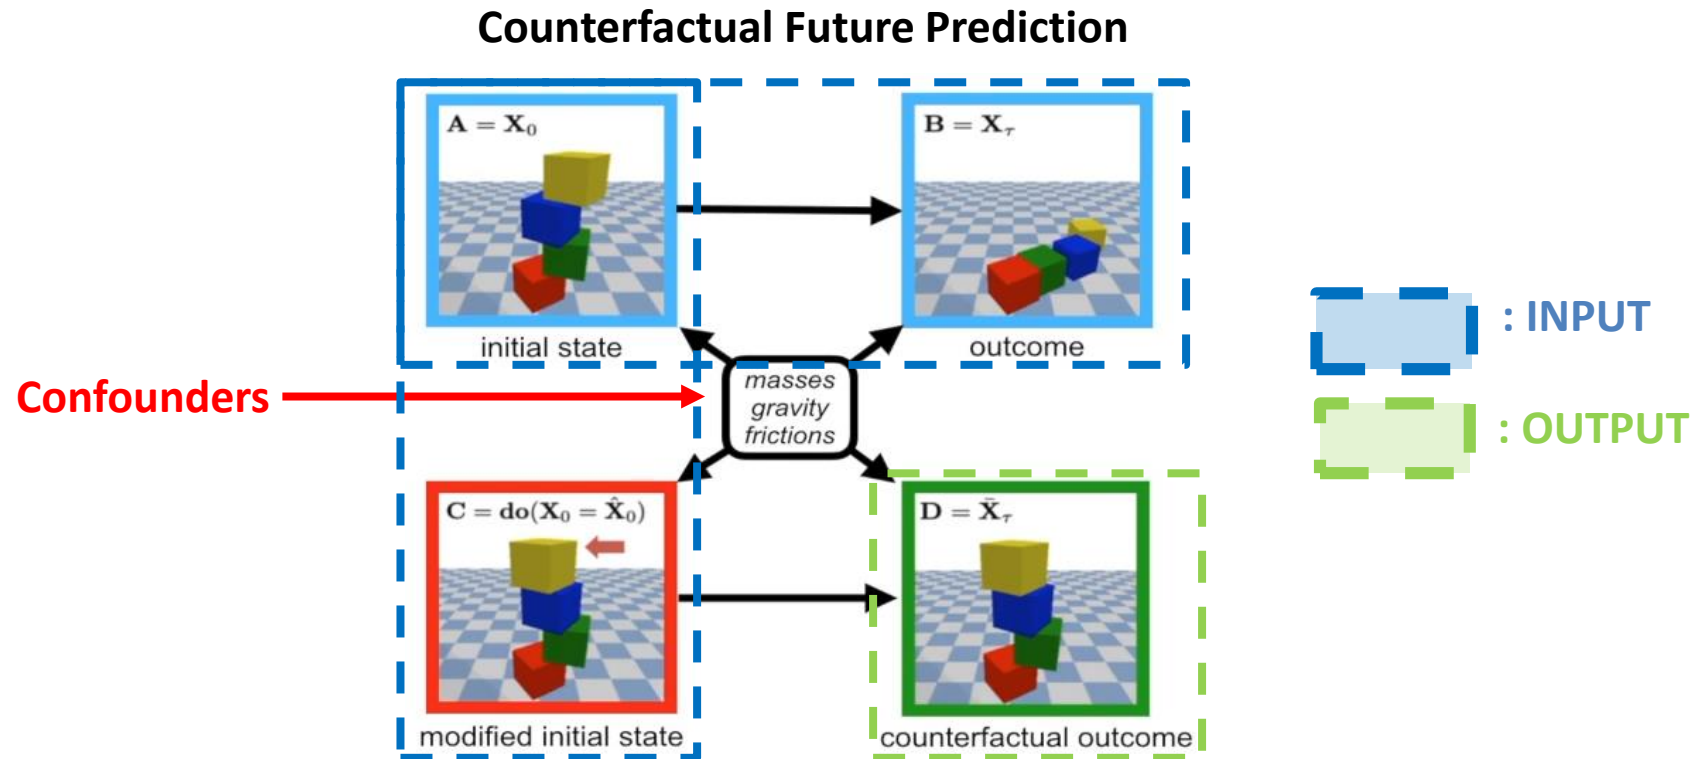 Counterfactual Future Prediction
A = X₀
B = X_τ
initial state
outcome
: INPUT
Confounders
masses
gravity
frictions
: OUTPUT
C = do(X₀ = X̂₀)
D = X̄_τ
modified initial state
counterfactual outcome